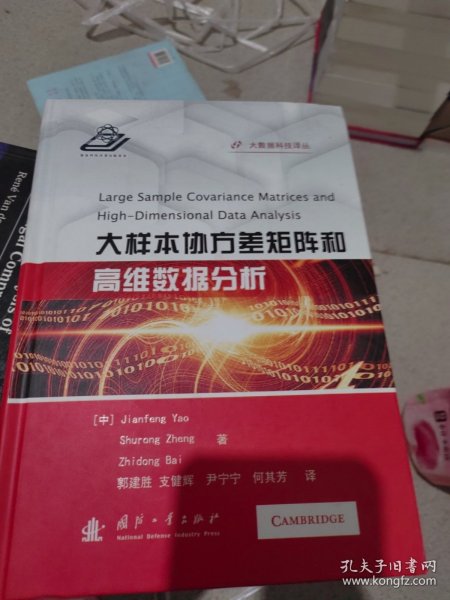 大数据科技译丛
Large Sample Covariance Matrices and
High-Dimensional Data Analysis
大样本协方差矩阵和
高维数据分析
[中] Jianfeng Yao
Shurong Zheng 著
Zhidong Bai
郭建胜 支健辉 尹宁宁 何其芳 译
国防工业出版社
National Defense Industry Press
CAMBRIDGE
René Van de
孔夫子旧书网
www.kongfz.com